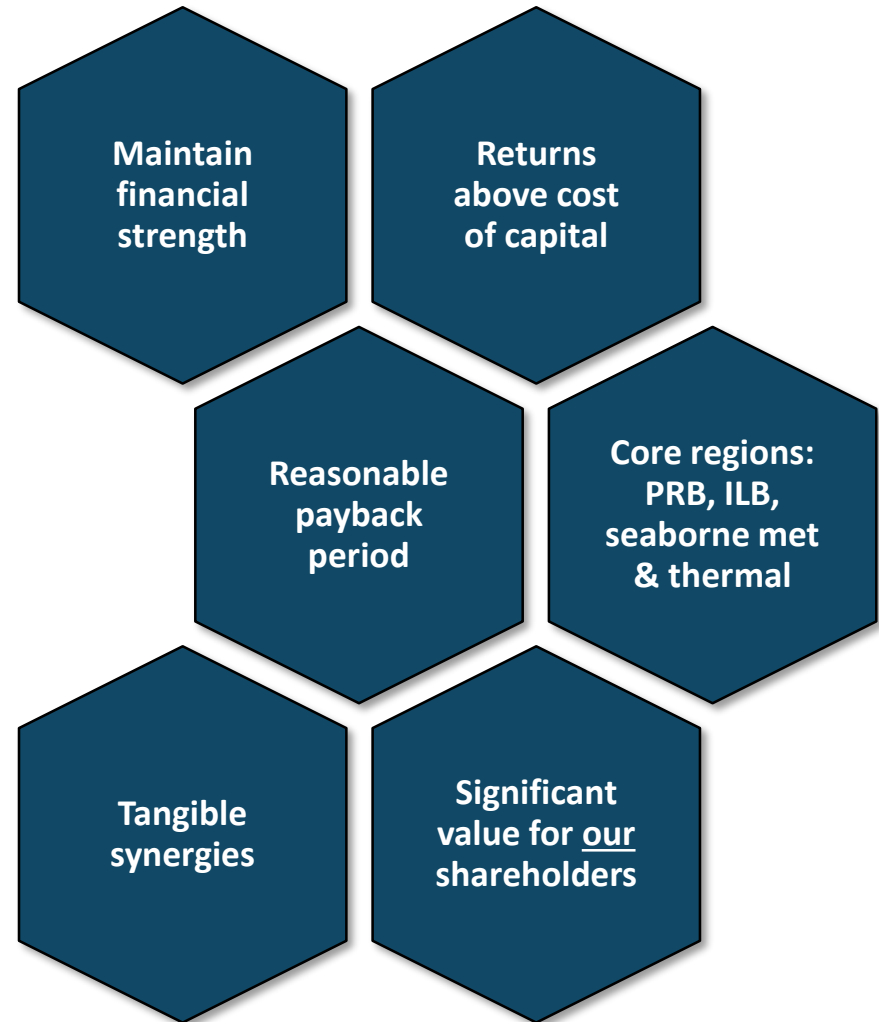 Maintain
financial
strength
Returns
above cost
of capital
Reasonable
payback
period
Core regions:
PRB, ILB,
seaborne met
& thermal
Tangible
synergies
Significant
value for our
shareholders